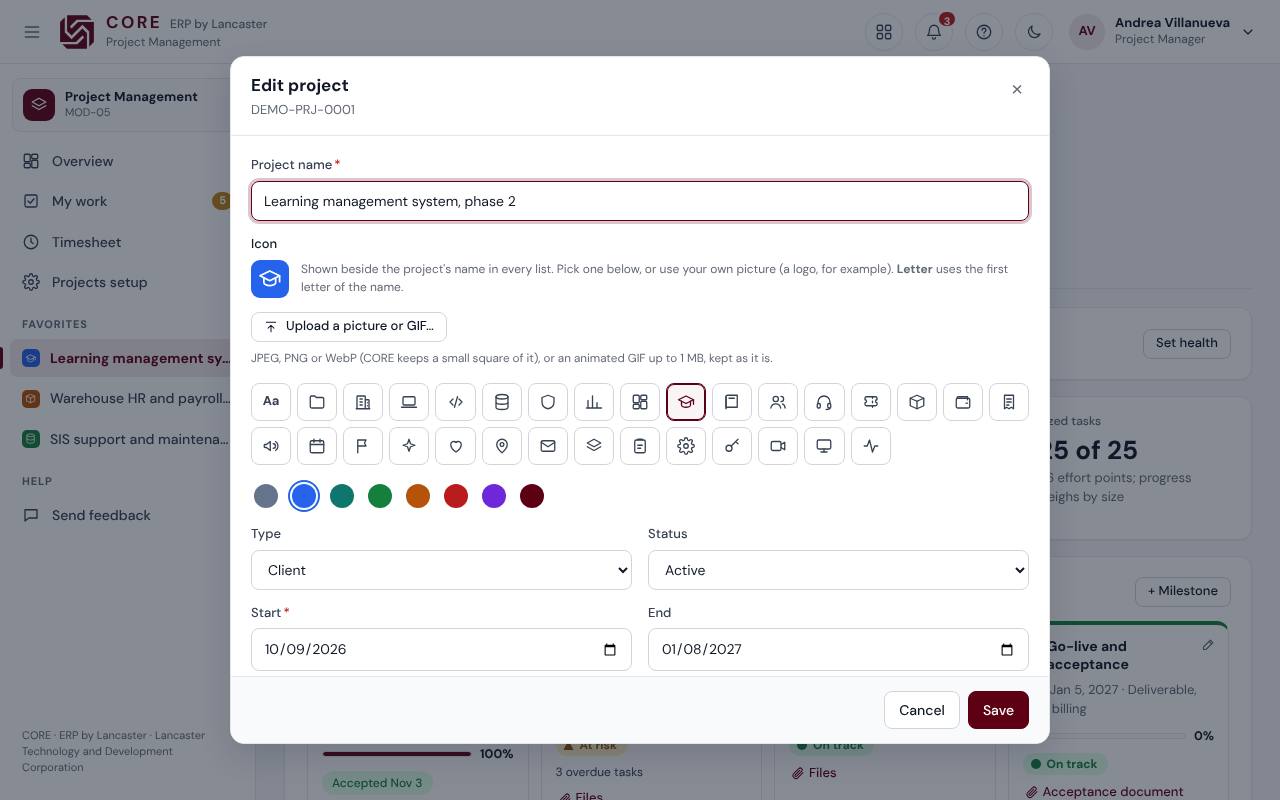 CORE ERP by Lancaster
Project Management
3
AV
Andrea Villanueva
Project Manager
Project Management
MOD-05
Overview
My work
5
Timesheet
Projects setup
FAVORITES
Learning management sy...
Warehouse HR and payroll...
SIS support and maintena...
HELP
Send feedback
CORE · ERP by Lancaster · Lancaster
Technology and Development
Corporation
Edit project
DEMO-PRJ-0001
Project name *
Learning management system, phase 2
Icon
Shown beside the project's name in every list. Pick one below, or use your own picture (a logo, for example). Letter uses the first
letter of the name.
Upload a picture or GIF...
JPEG, PNG or WebP (CORE keeps a small square of it), or an animated GIF up to 1 MB, kept as it is.
Aa
Type
Status
Client
Active
Start *
End
10/09/2026
01/08/2027
Cancel
Save
Set health
tasks
of 25
effort points; progress
by size
+ Milestone
Go-live and
acceptance
Jan 5, 2027 · Deliverable,
billing
0%
On track
Acceptance document
100%
Accepted Nov 3
At risk
3 overdue tasks
Files
On track
Files